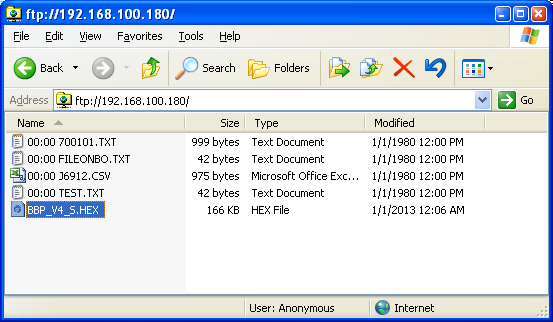 ftp://192.168.100.180/
File Edit View Favorites Tools Help
Back Search Folders
Address ftp://192.168.100.180/ Go
Name Size Type Modified
00:00 700101.TXT 999 bytes Text Document 1/1/1980 12:00 PM
00:00 FILEONBO.TXT 42 bytes Text Document 1/1/1980 12:00 PM
00:00 J6912.CSV 975 bytes Microsoft Office Exc... 1/1/1980 12:00 PM
00:00 TEST.TXT 42 bytes Text Document 1/1/1980 12:00 PM
BBP_V4_S.HEX 166 KB HEX File 1/1/2013 12:06 AM
User: Anonymous Internet